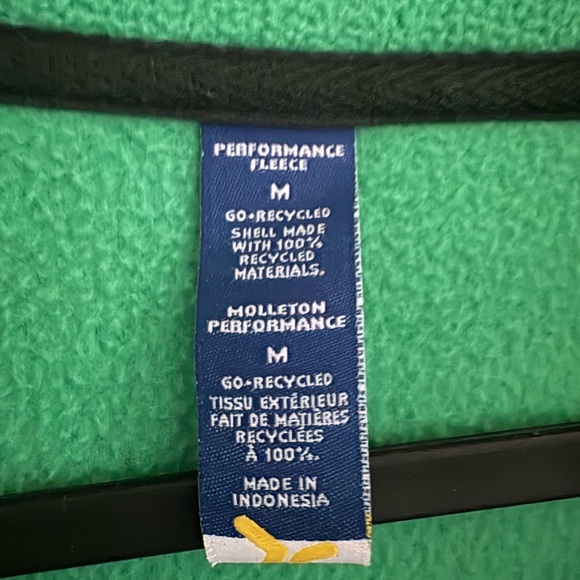 PERFORMANCE
FLEECE
M
GO-RECYCLED
SHELL MADE
WITH 100%
RECYCLED
MATERIALS.
MOLLETON
PERFORMANCE
M
GO-RECYCLED
TISSU EXTÉRIEUR
FAIT DE MATIÈRES
RECYCLÉES
À 100%.
MADE IN
INDONESIA